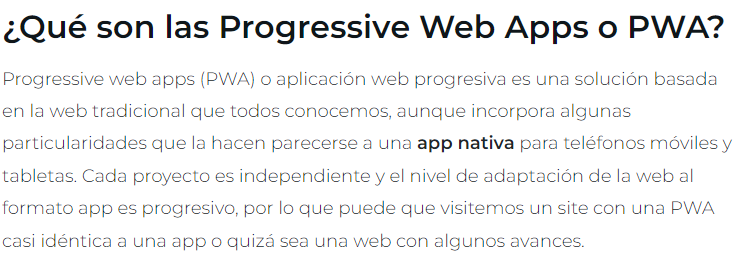 ¿Qué son las Progressive Web Apps o PWA?
Progressive web apps (PWA) o aplicación web progresiva es una solución basada
en la web tradicional que todos conocemos, aunque incorpora algunas
particularidades que la hacen parecerse a una app nativa para teléfonos móviles y
tabletas. Cada proyecto es independiente y el nivel de adaptación de la web al
formato app es progresivo, por lo que puede que visitemos un site con una PWA
casi idéntica a una app o quizá sea una web con algunos avances.